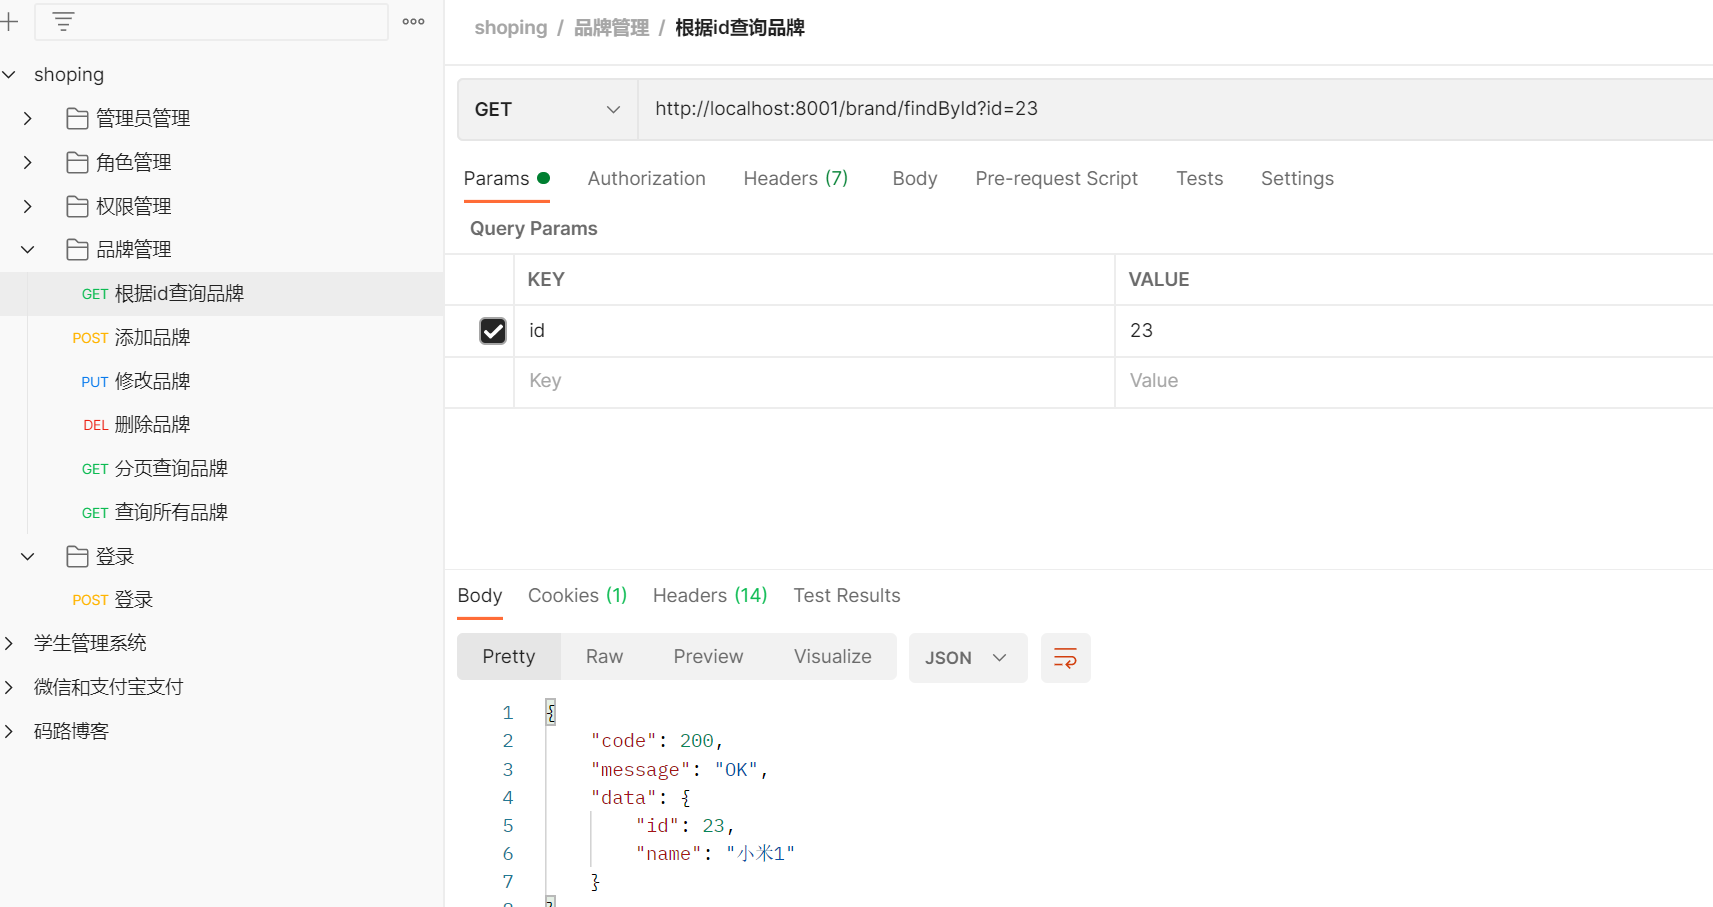 shoping
管理员管理
角色管理
权限管理
品牌管理
GET 根据id查询品牌
POST 添加品牌
PUT 修改品牌
DEL 删除品牌
GET 分页查询品牌
GET 查询所有品牌
登录
POST 登录
学生管理系统
微信和支付宝支付
码路博客
shoping / 品牌管理 / 根据id查询品牌
GET http://localhost:8001/brand/findById?id=23
Params Authorization Headers (7) Body Pre-request Script Tests Settings
Query Params
KEY VALUE
id 23
Key Value
Body Cookies (1) Headers (14) Test Results
Pretty Raw Preview Visualize JSON
1 {
2 "code": 200,
3 "message": "OK",
4 "data": {
5 "id": 23,
6 "name": "小米1"
7 }